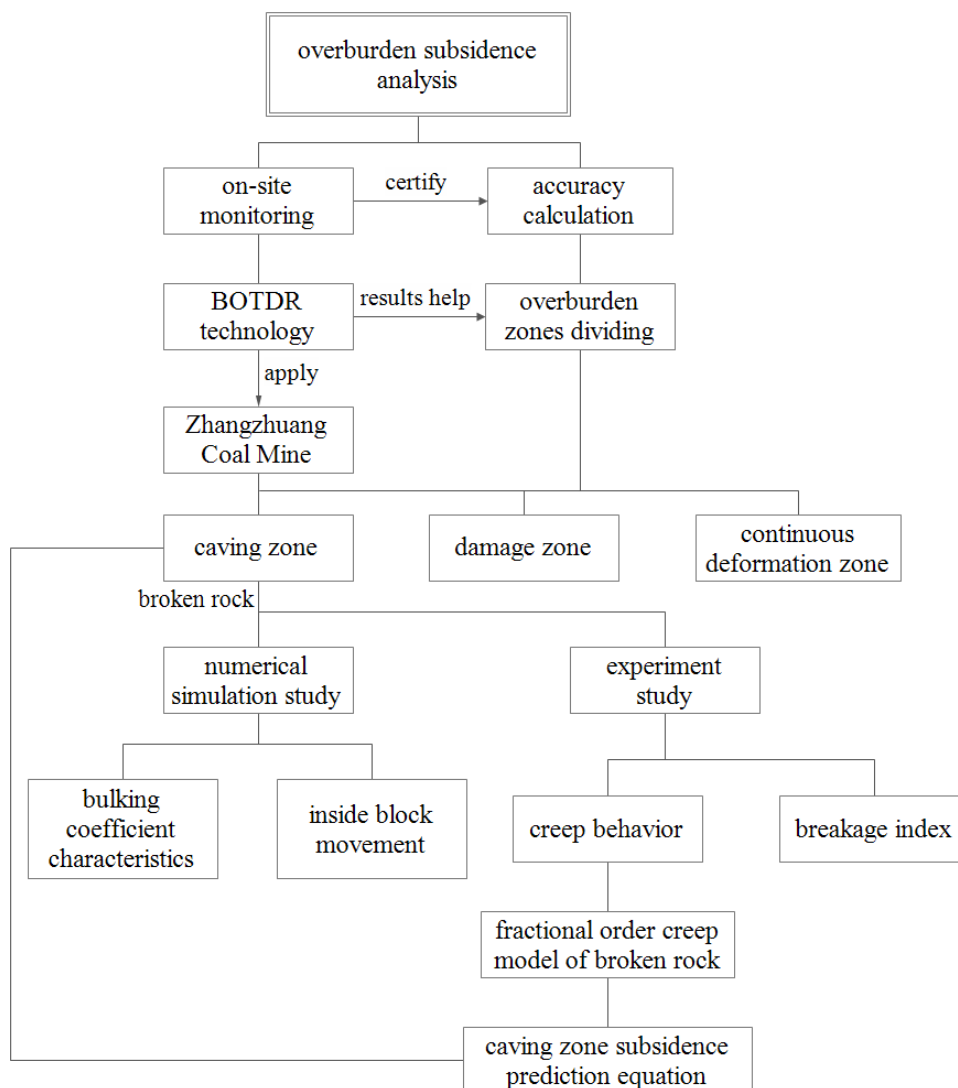 overburden subsidence
analysis
on-site
monitoring
certify
accuracy
calculation
BOTDR
technology
results help
overburden
zones dividing
apply
Zhangzhuang
Coal Mine
caving zone
damage zone
continuous
deformation zone
broken rock
numerical
simulation study
experiment
study
bulking
coefficient
characteristics
inside block
movement
creep behavior
breakage index
fractional order creep
model of broken rock
caving zone subsidence
prediction equation